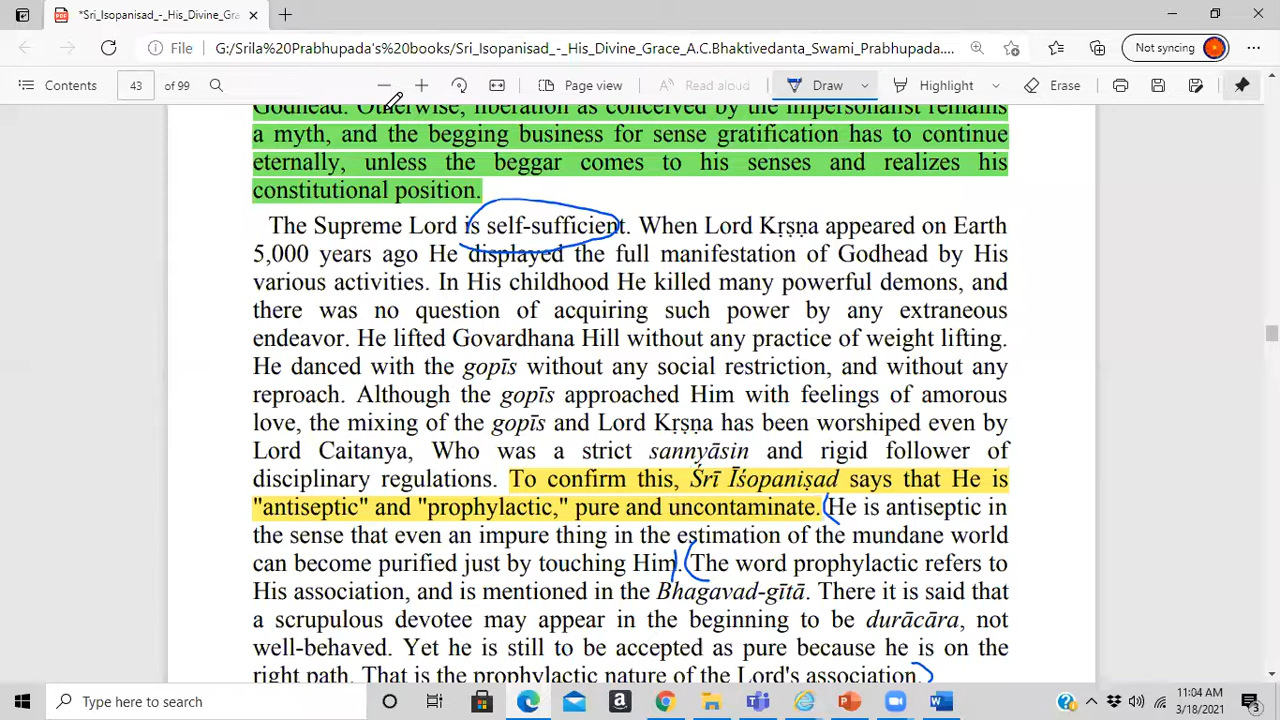 *Sri_Isopanisad_-_His_Divine_Gra
File
G:/Srila%20Prabhupada's%20books/Sri_Isopanisad_-_His_Divine_Grace_A.C.Bhaktivedanta_Swami_Prabhupada....
Not syncing
Contents
43
of 99
Page view
Read aloud
Draw
Highlight
Erase
Godhead. Otherwise, liberation as conceived by the impersonalist remains
a myth, and the begging business for sense gratification has to continue
eternally, unless the beggar comes to his senses and realizes his
constitutional position.
The Supreme Lord is self-sufficient. When Lord Kṛṣṇa appeared on Earth
5,000 years ago He displayed the full manifestation of Godhead by His
various activities. In His childhood He killed many powerful demons, and
there was no question of acquiring such power by any extraneous
endeavor. He lifted Govardhana Hill without any practice of weight lifting.
He danced with the gopīs without any social restriction, and without any
reproach. Although the gopīs approached Him with feelings of amorous
love, the mixing of the gopīs and Lord Kṛṣṇa has been worshiped even by
Lord Caitanya, Who was a strict sannyāsin and rigid follower of
disciplinary regulations. To confirm this, Śrī Īśopaniṣad says that He is
"antiseptic" and "prophylactic," pure and uncontaminate. He is antiseptic in
the sense that even an impure thing in the estimation of the mundane world
can become purified just by touching Him. The word prophylactic refers to
His association, and is mentioned in the Bhagavad-gītā. There it is said that
a scrupulous devotee may appear in the beginning to be durācāra, not
well-behaved. Yet he is still to be accepted as pure because he is on the
right path. That is the prophylactic nature of the Lord's association.
Type here to search
11:04 AM
3/18/2021
3